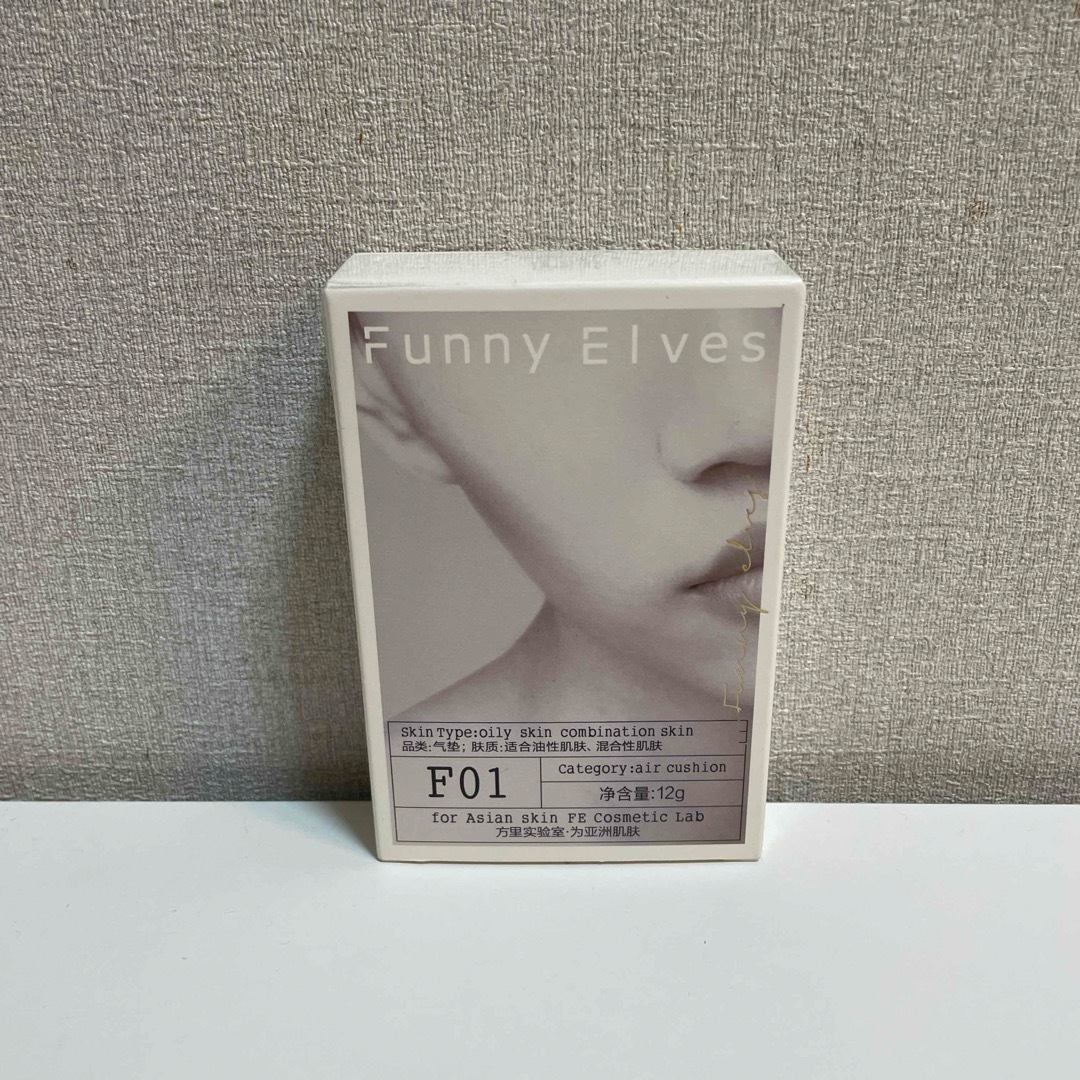 Funny Elves
Funny elves
Skin Type:oily skin combination skin
品类:气垫; 肤质:适合油性肌肤、混合性肌肤
F01
Category:air cushion
净含量:12g
for Asian skin FE Cosmetic Lab
方里实验室·为亚洲肌肤